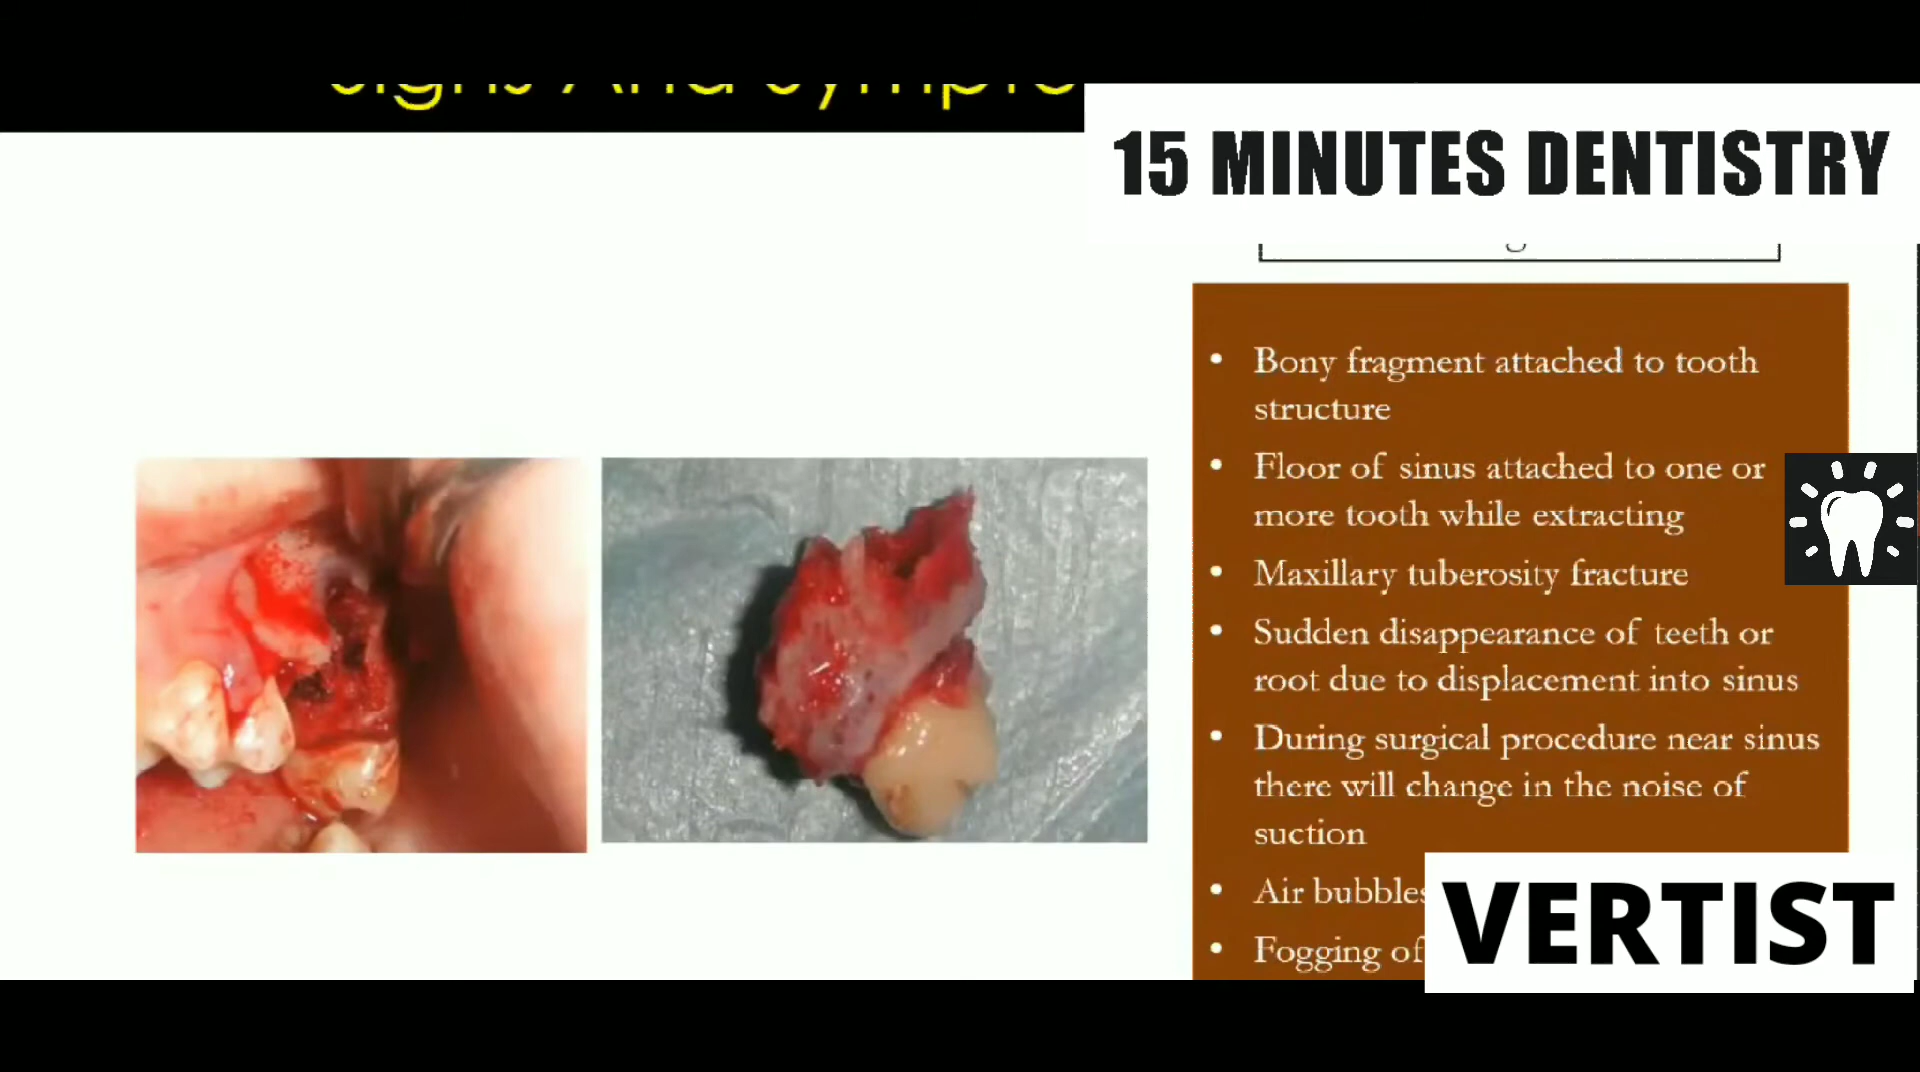 15 MINUTES DENTISTRY
• Bony fragment attached to tooth
structure
• Floor of sinus attached to one or
more tooth while extracting
• Maxillary tuberosity fracture
• Sudden disappearance of teeth or
root due to displacement into sinus
• During surgical procedure near sinus
there will change in the noise of
suction
• Air bubbles
• Fogging of
VERTIST